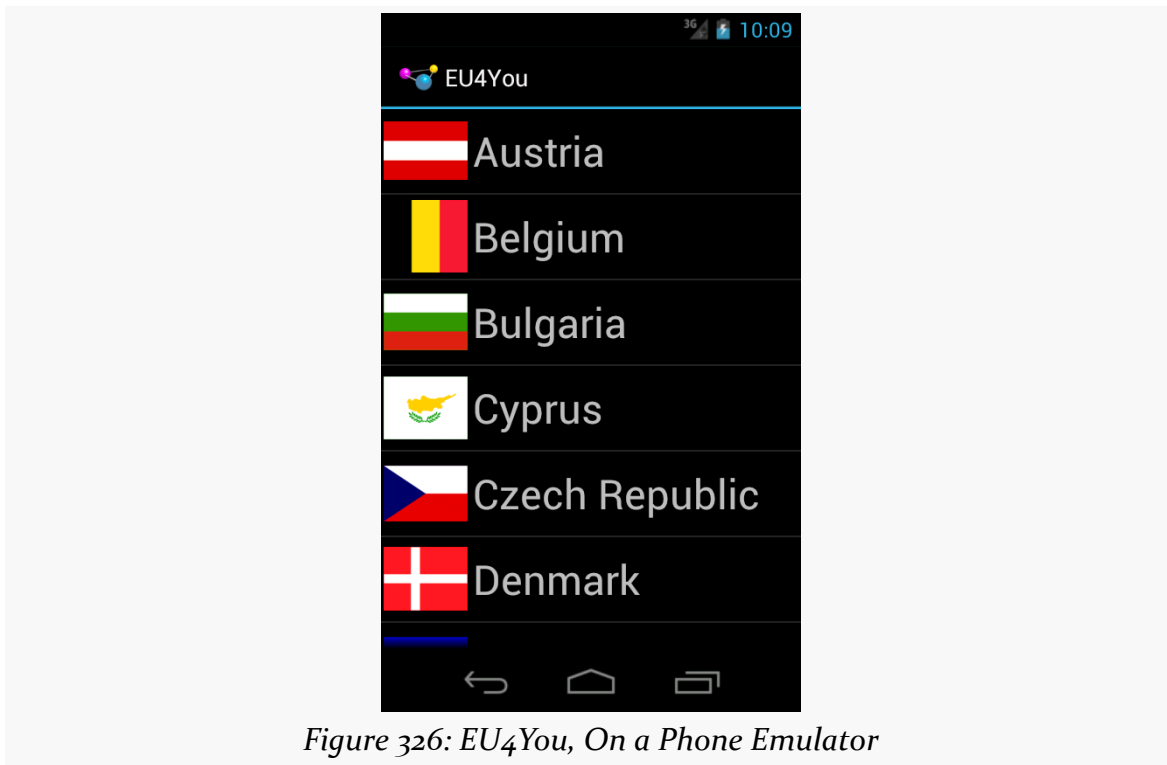 3G 10:09
EU4You
Austria
Belgium
Bulgaria
Cyprus
Czech Republic
Denmark
Figure 326: EU4You, On a Phone Emulator